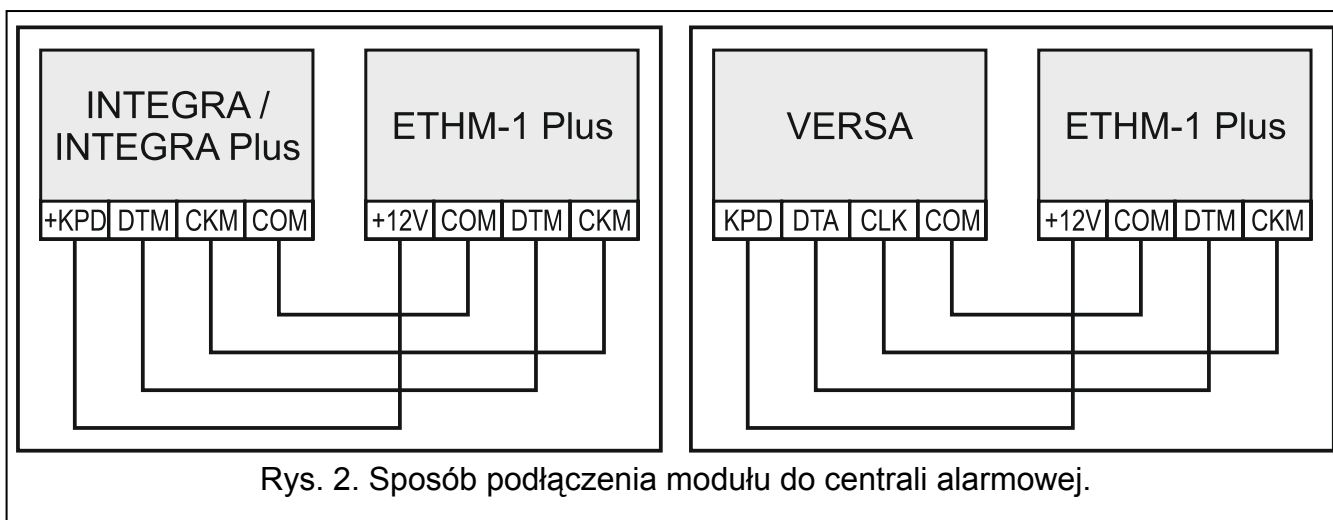 INTEGRA /
INTEGRA Plus
+KPD DTM CKM COM
ETHM-1 Plus
+12V COM DTM CKM
VERSA
KPD DTA CLK COM
ETHM-1 Plus
+12V COM DTM CKM
Rys. 2. Sposób podłączenia modułu do centrali alarmowej.